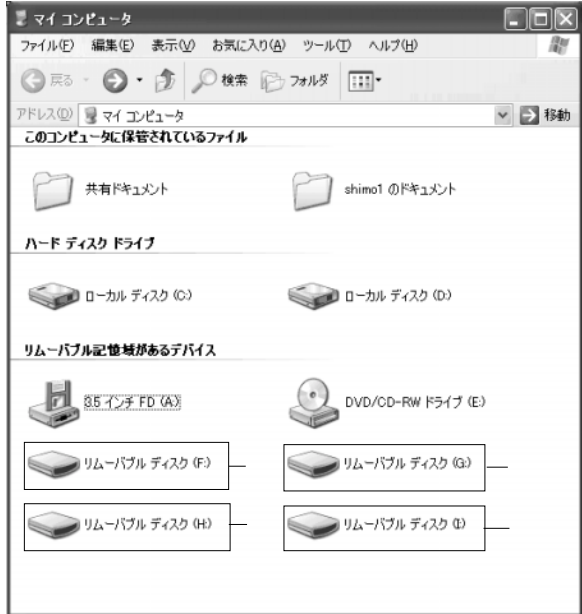 マイ コンピュータ
ファイル(F) 編集(E) 表示(V) お気に入り(A) ツール(T) ヘルプ(H)
戻る 検索 フォルダ
アドレス(D) マイ コンピュータ 移動
このコンピュータに保管されているファイル
共有ドキュメント shimo1 のドキュメント
ハード ディスク ドライブ
ローカル ディスク (C:) ローカル ディスク (D:)
リムーバブル記憶域があるデバイス
3.5 インチ FD (A:) DVD/CD-RW ドライブ (E:)
リムーバブル ディスク (F:) リムーバブル ディスク (G:)
リムーバブル ディスク (H:) リムーバブル ディスク (I:)